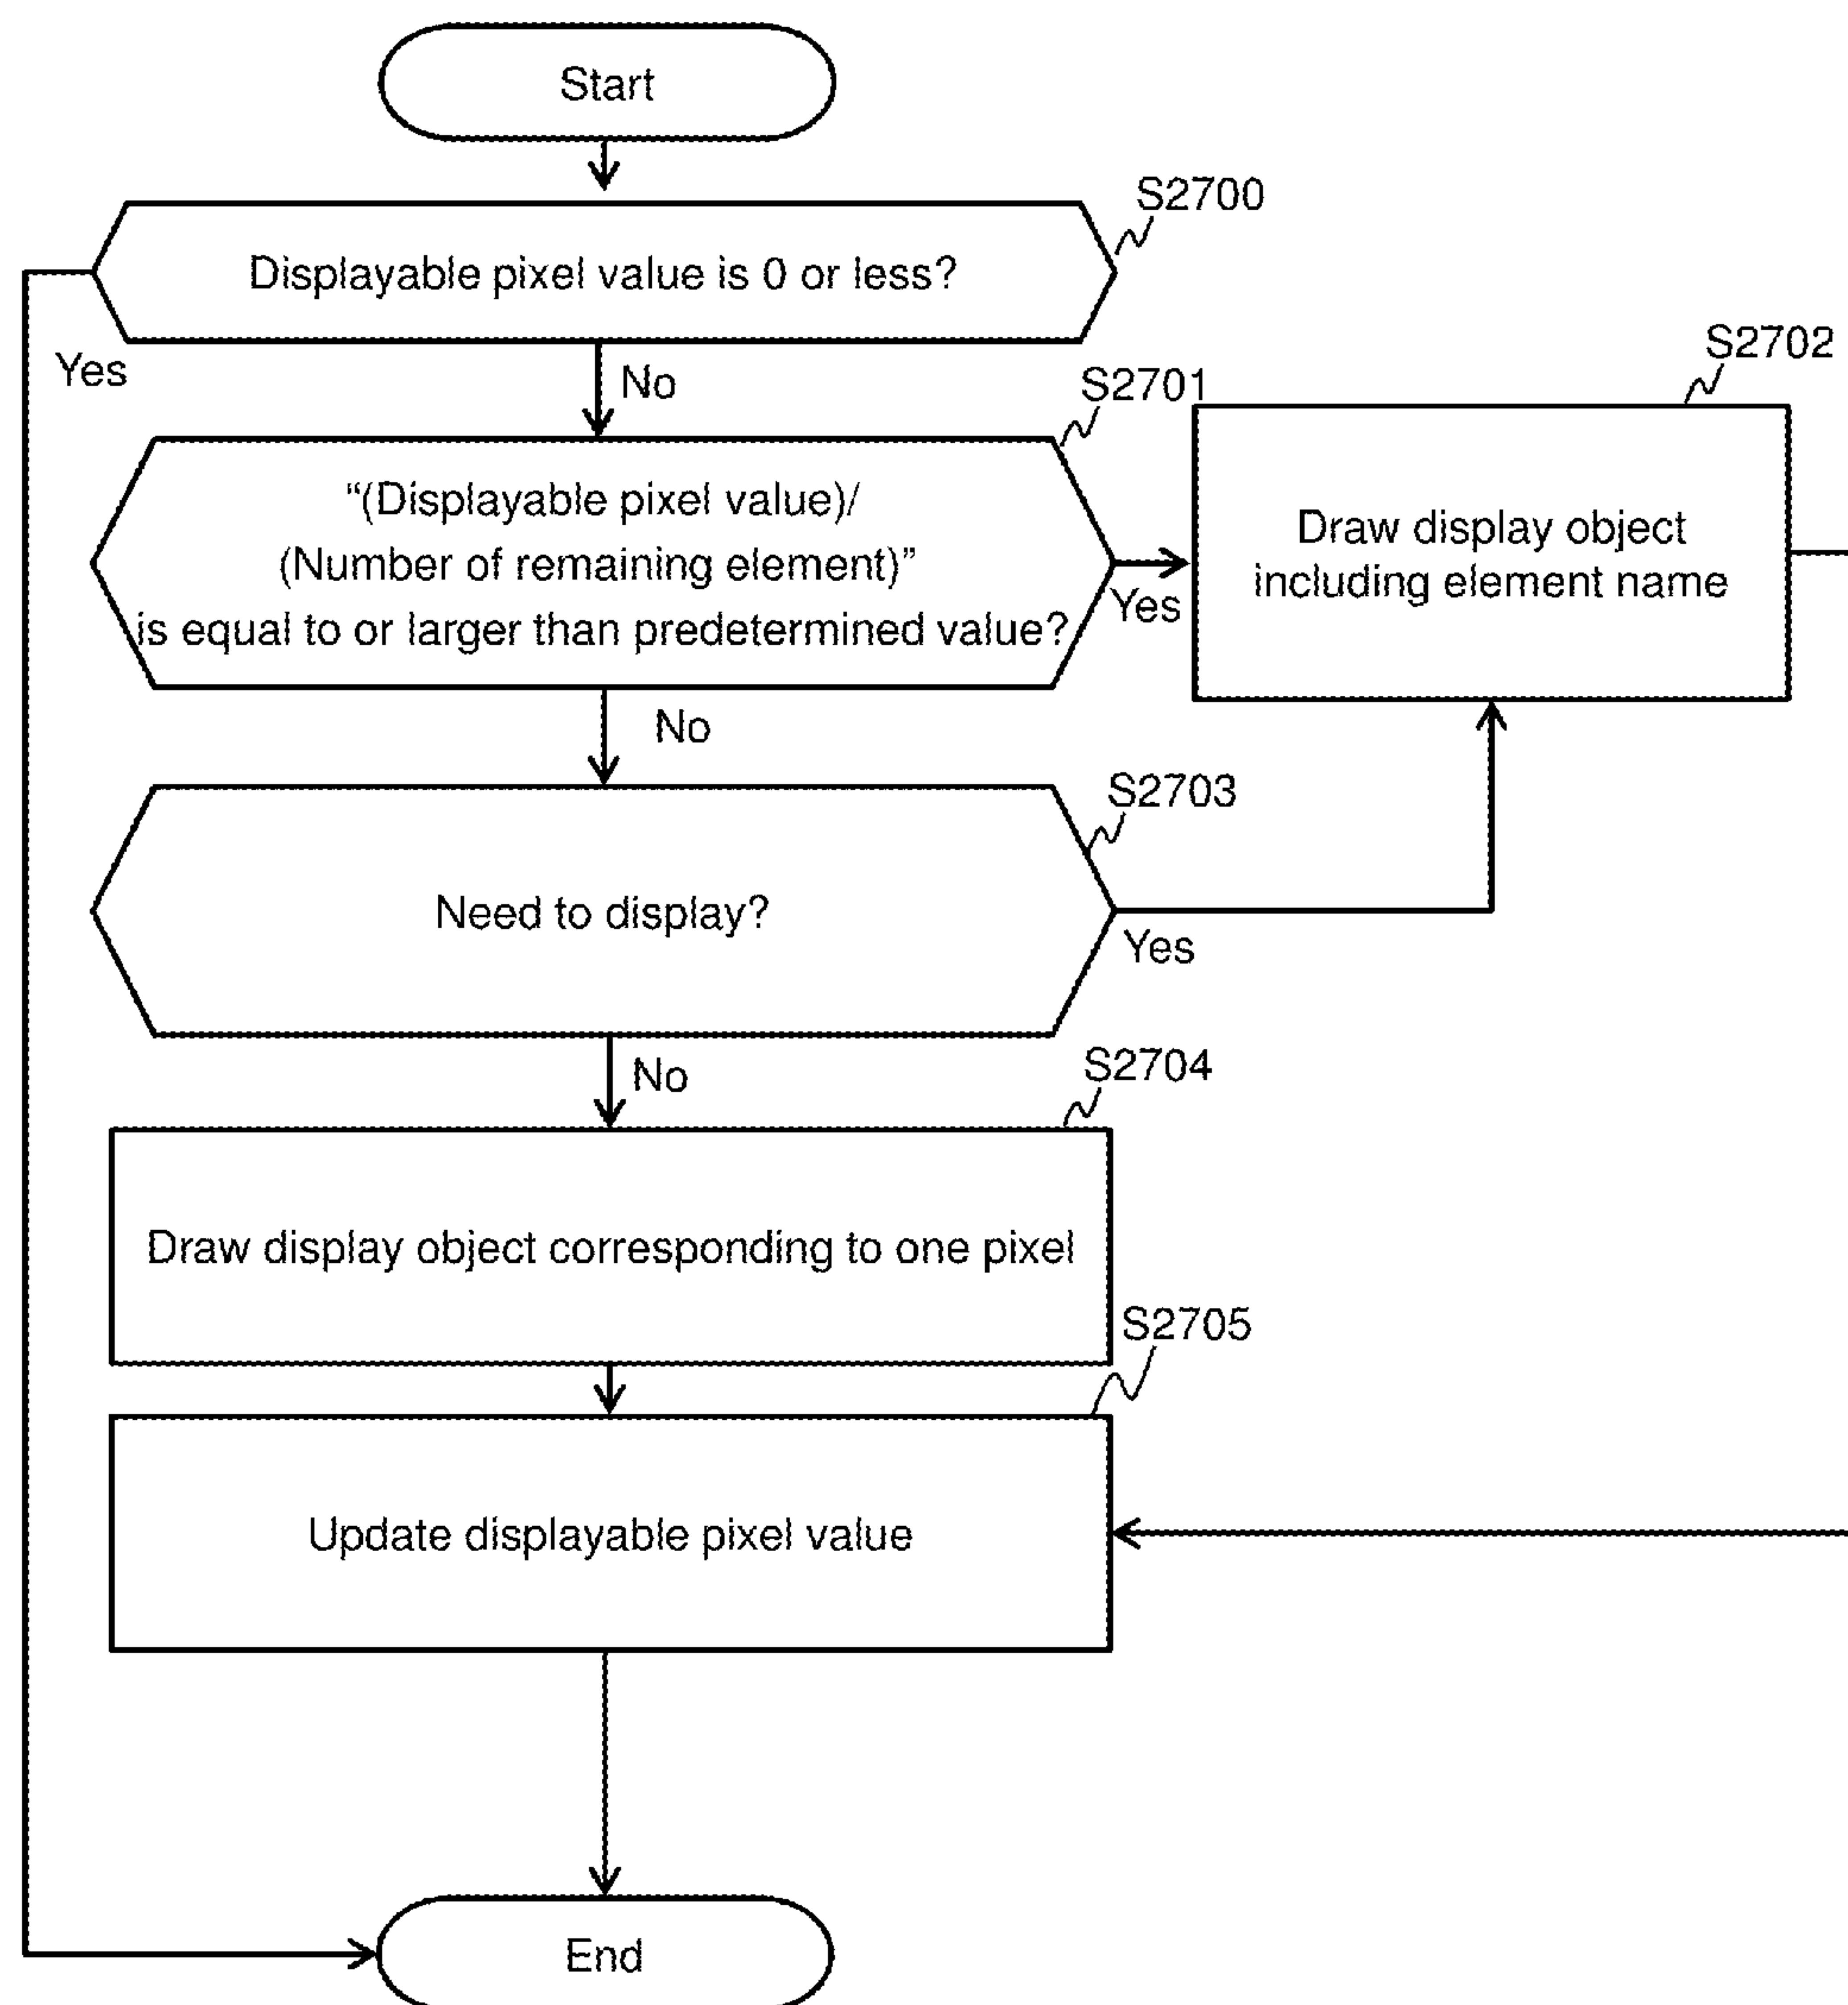 Start
S2700
Displayable pixel value is 0 or less?
Yes
No
S2701
S2702
“(Displayable pixel value)/
(Number of remaining element)”
is equal to or larger than predetermined value?
Yes
Draw display object
including element name
No
S2703
Need to display?
Yes
No
S2704
Draw display object corresponding to one pixel
S2705
Update displayable pixel value
End